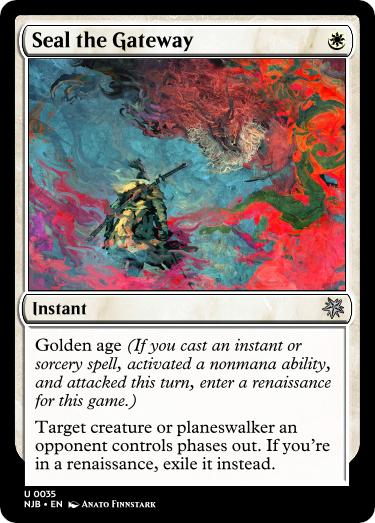 Seal the Gateway
Instant
Golden age (If you cast an instant or
sorcery spell, activated a nonmana ability,
and attacked this turn, enter a renaissance
for this game.)
Target creature or planeswalker an
opponent controls phases out. If you're
in a renaissance, exile it instead.
U 0035
NJB • EN Anato Finnstark